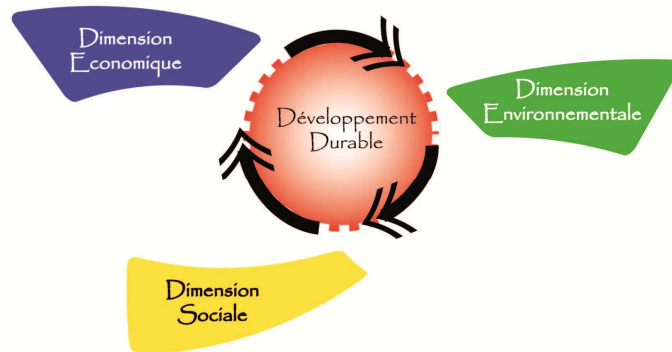 Dimension
Economique
Développement
Durable
Dimension
Environnementale
Dimension
Sociale